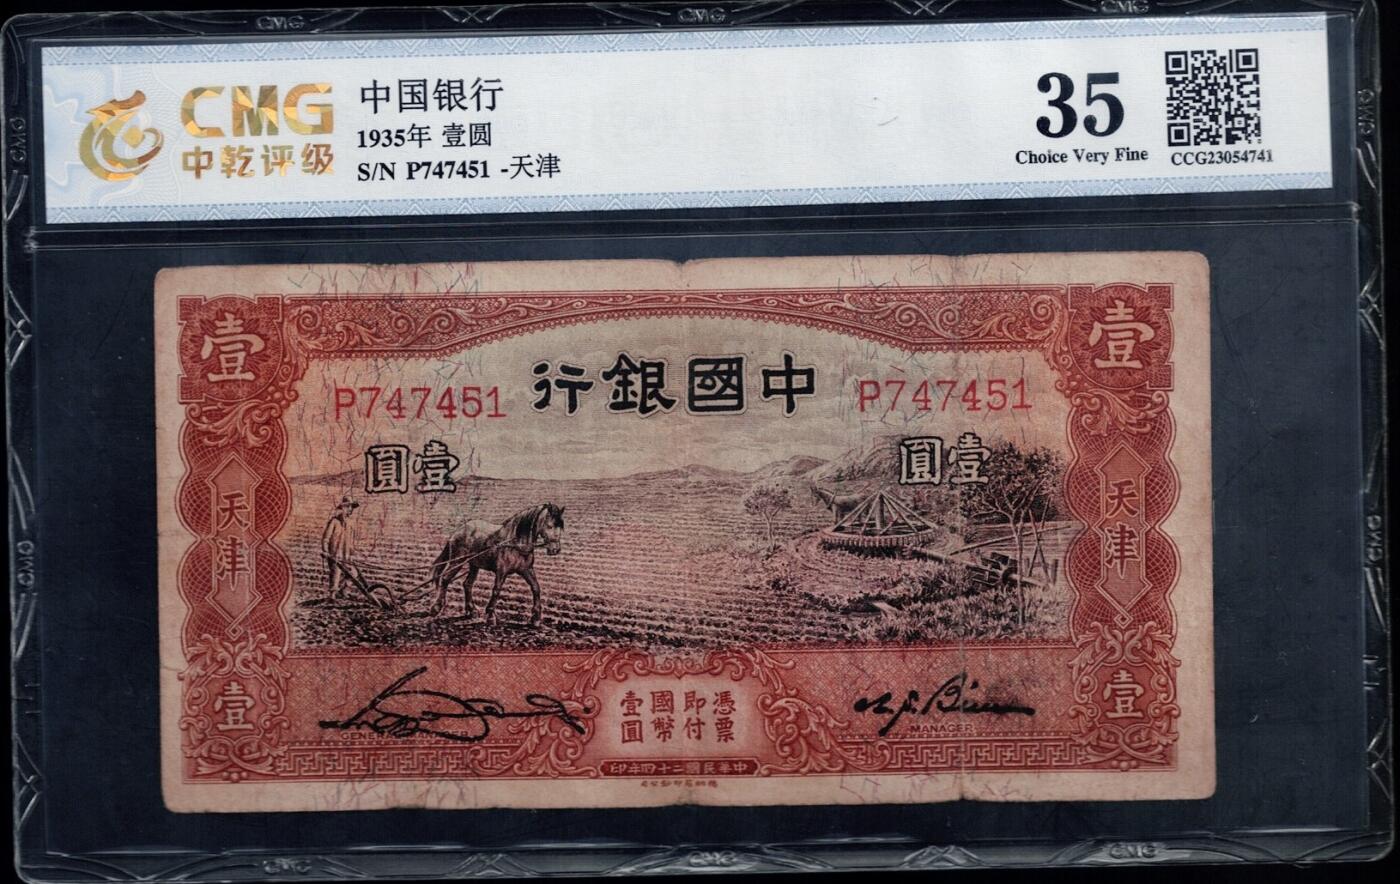 CMG
中乾评级
中国银行
1935年 壹圆
S/N P747451 -天津
35
Choice Very Fine
CCG23054741
壹
壹
行銀國中
P747451
P747451
圓壹
圓壹
天津
天津
壹
壹
憑票
即付
國幣
壹圓
MANAGER
印年四十二國民華中